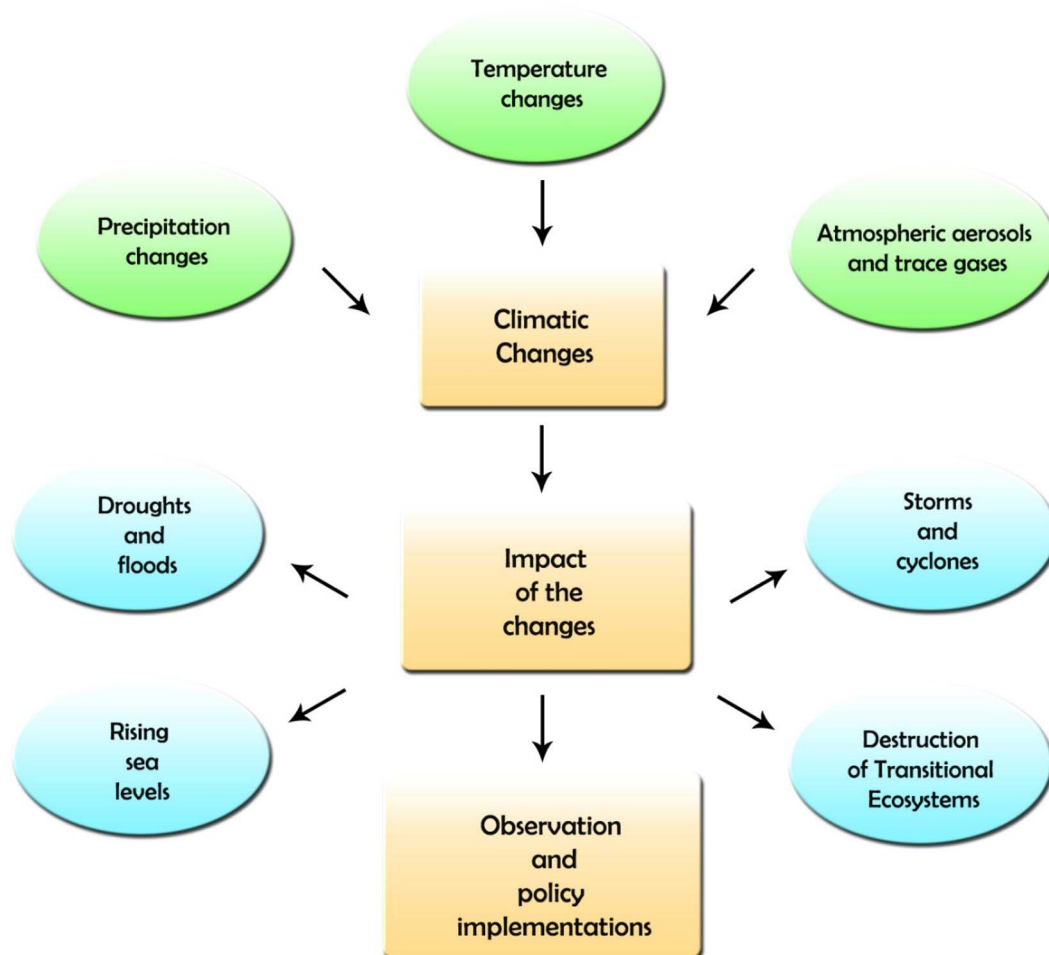 Temperature
changes
Precipitation
changes
Atmospheric aerosols
and trace gases
Climatic
Changes
Droughts
and
floods
Storms
and
cyclones
Impact
of the
changes
Rising
sea
levels
Destruction
of Transitional
Ecosystems
Observation
and
policy
implementations